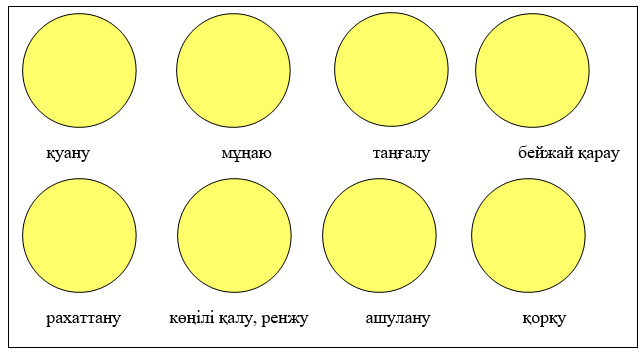 қуану мұңаю таңғалу бейжай қарау
рахаттану көңілі қалу, ренжу ашулану қорқу